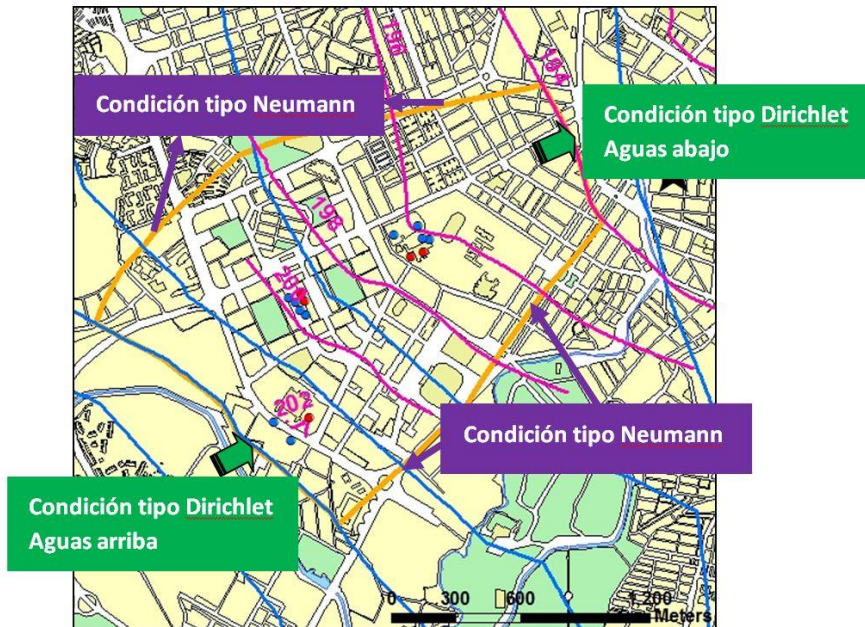 196
194
Condición tipo Neumann
Condición tipo Dirichlet
Aguas abajo
198
200
202
Condición tipo Neumann
Condición tipo Dirichlet
Aguas arriba
0 300 600 1.200
Meters